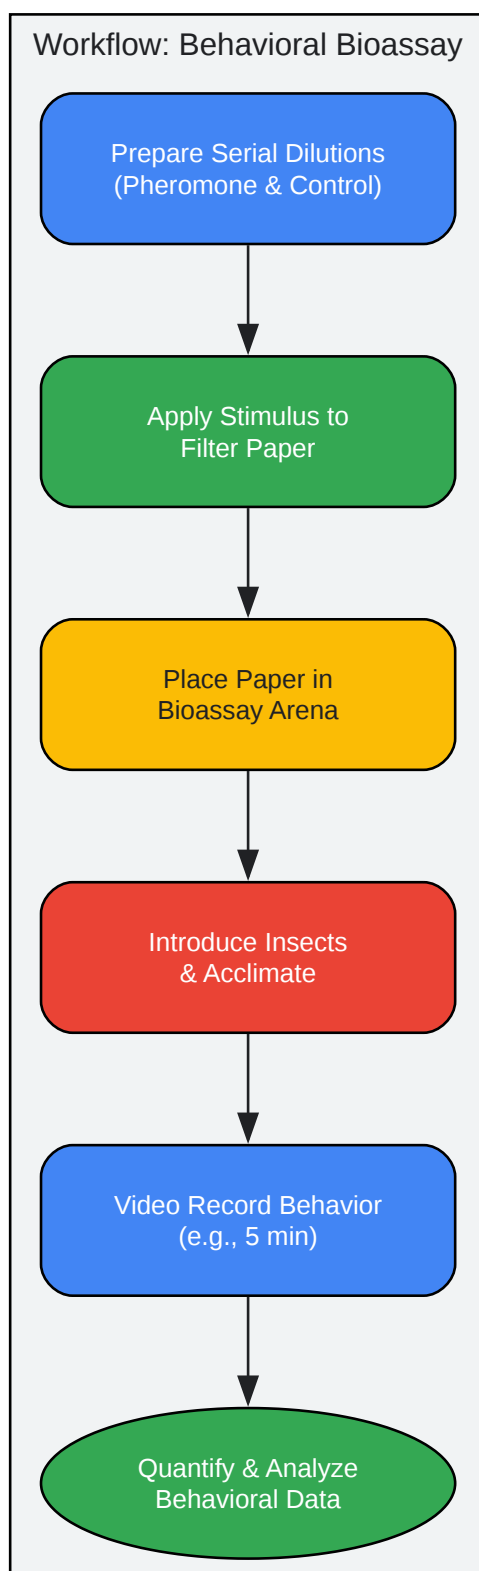 Workflow: Behavioral Bioassay
Prepare Serial Dilutions
(Pheromone & Control)
Apply Stimulus to
Filter Paper
Place Paper in
Bioassay Arena
Introduce Insects
& Acclimate
Video Record Behavior
(e.g., 5 min)
Quantify & Analyze
Behavioral Data